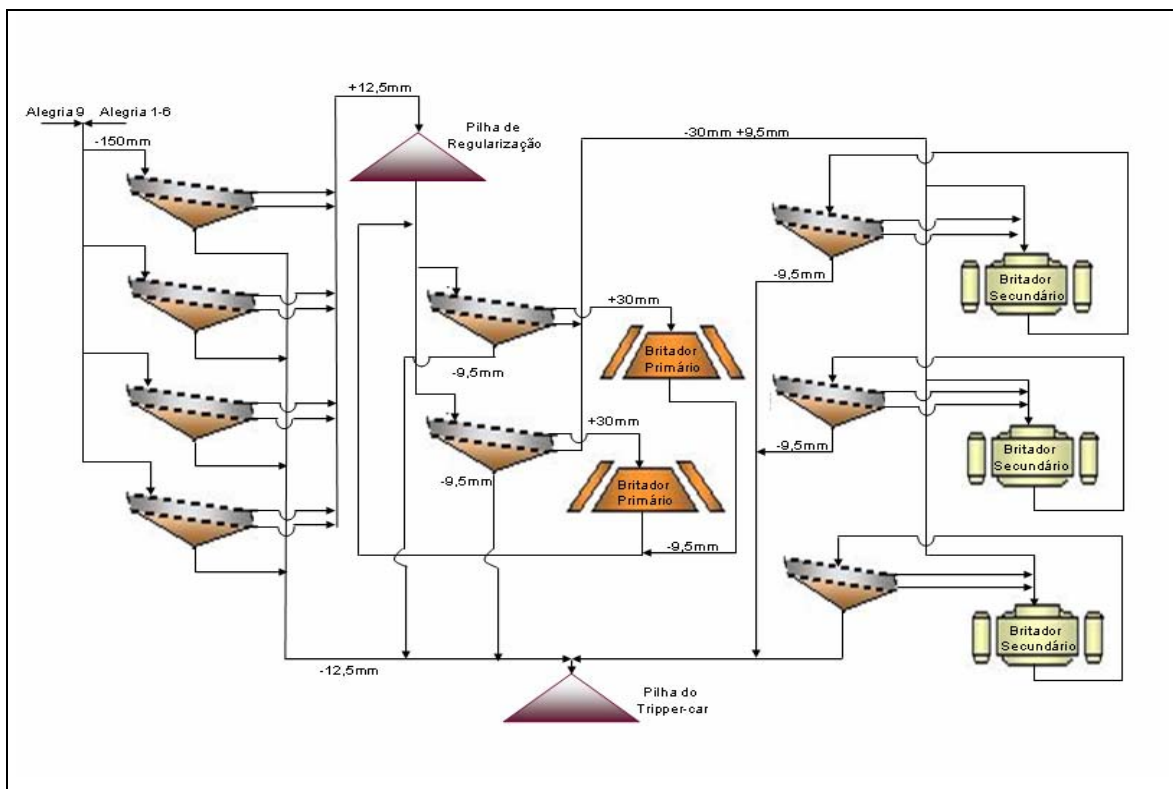 +12,5mm
Alegria 9
Alegria 1-6
-150mm
Pilha de
Regularização
-30mm +9,5mm
+30mm
Britador
Primário
-9,5mm
+30mm
-9,5mm
Britador
Primário
-9,5mm
-9,5mm
Britador
Secundário
-9,5mm
Britador
Secundário
Britador
Secundário
-12,5mm
Pilha do
Tripper-car